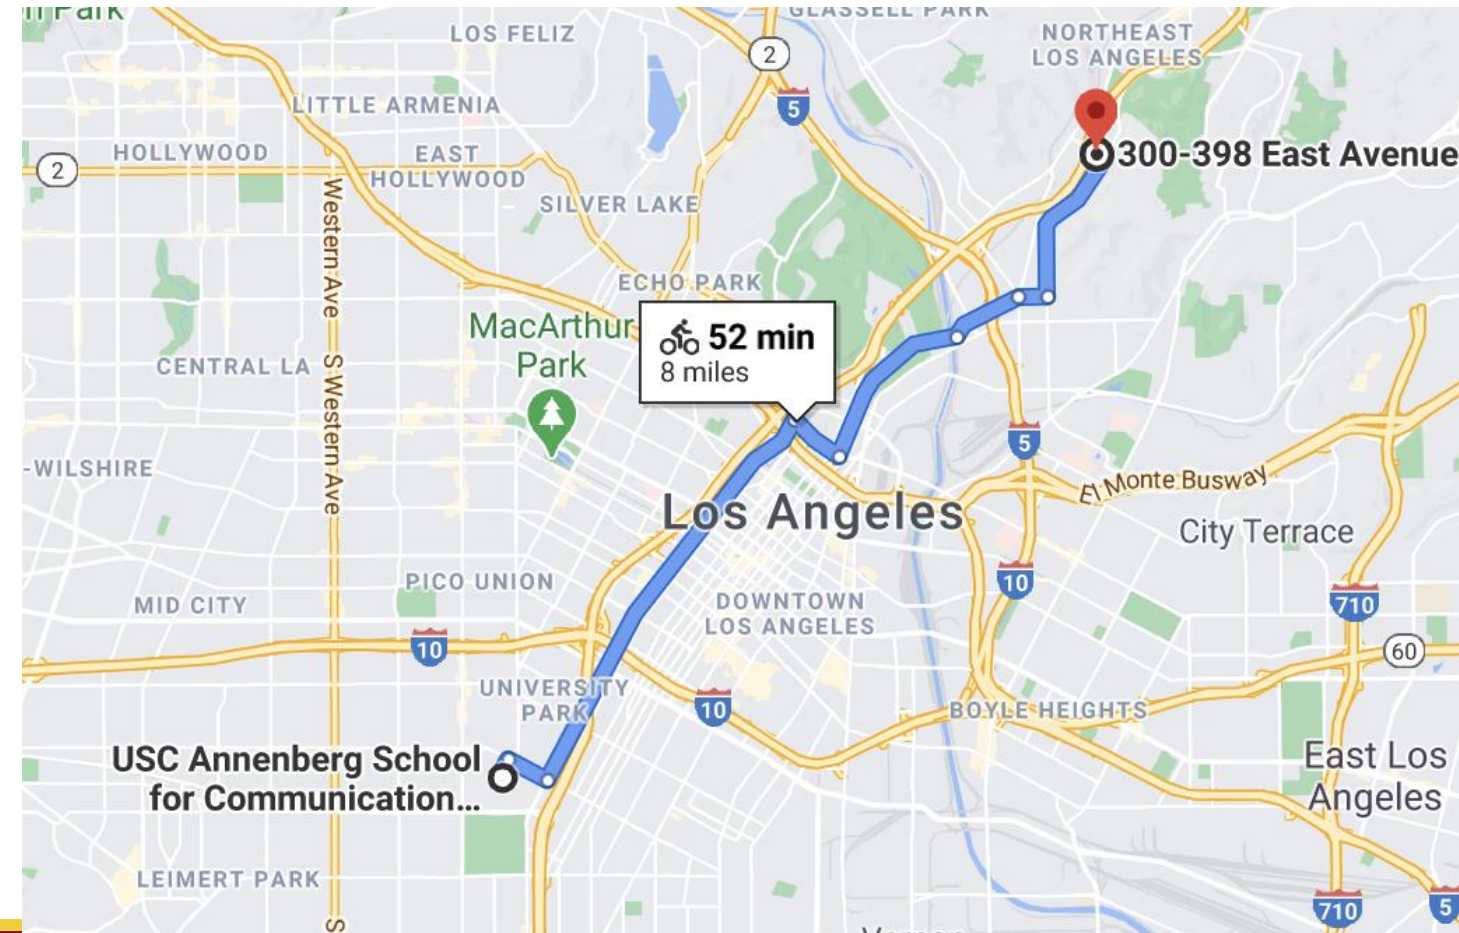 GLASSELL PARK
NORTHEAST
LOS ANGELES
LOS FELIZ
2
5
LITTLE ARMENIA
HOLLYWOOD
EAST
HOLLYWOOD
2
300-398 East Avenue
SILVER LAKE
Western Ave
ECHO PARK
52 min
8 miles
MacArthur
Park
CENTRAL LA
S Western Ave
-WILSHIRE
5
El Monte Busway
Los Angeles
City Terrace
PICO UNION
10
MID CITY
DOWNTOWN
LOS ANGELES
710
10
60
UNIVERSITY
PARK
10
BOYLE HEIGHTS
USC Annenberg School
for Communication...
East Los
Angeles
LEIMERT PARK
S
710
5